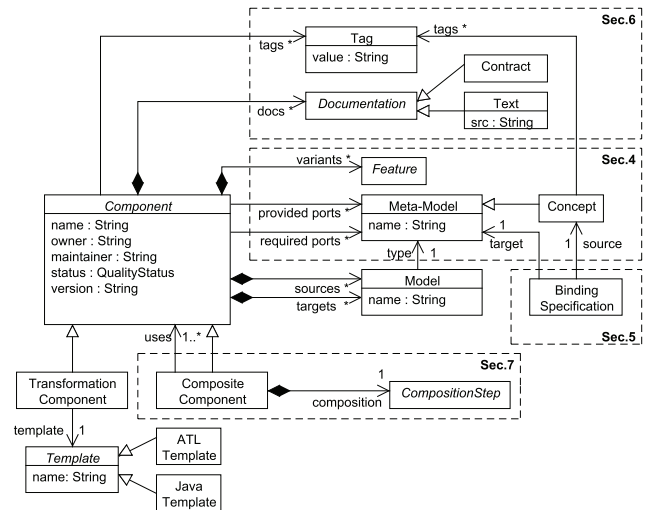 Sec.6
Tag
value : String
tags *
tags *
Documentation
docs *
Contract
Text
src : String
Sec.4
variants *
Feature
Component
name : String
owner : String
maintainer : String
status : QualityStatus
version : String
provided ports *
required ports *
Meta-Model
name : String
Concept
1
target
1
source
type
1
sources *
targets *
Model
name : String
Binding
Specification
Sec.5
uses
1..*
Sec.7
Transformation
Component
Composite
Component
1
composition
CompositionStep
template
1
Template
name: String
ATL
Template
Java
Template